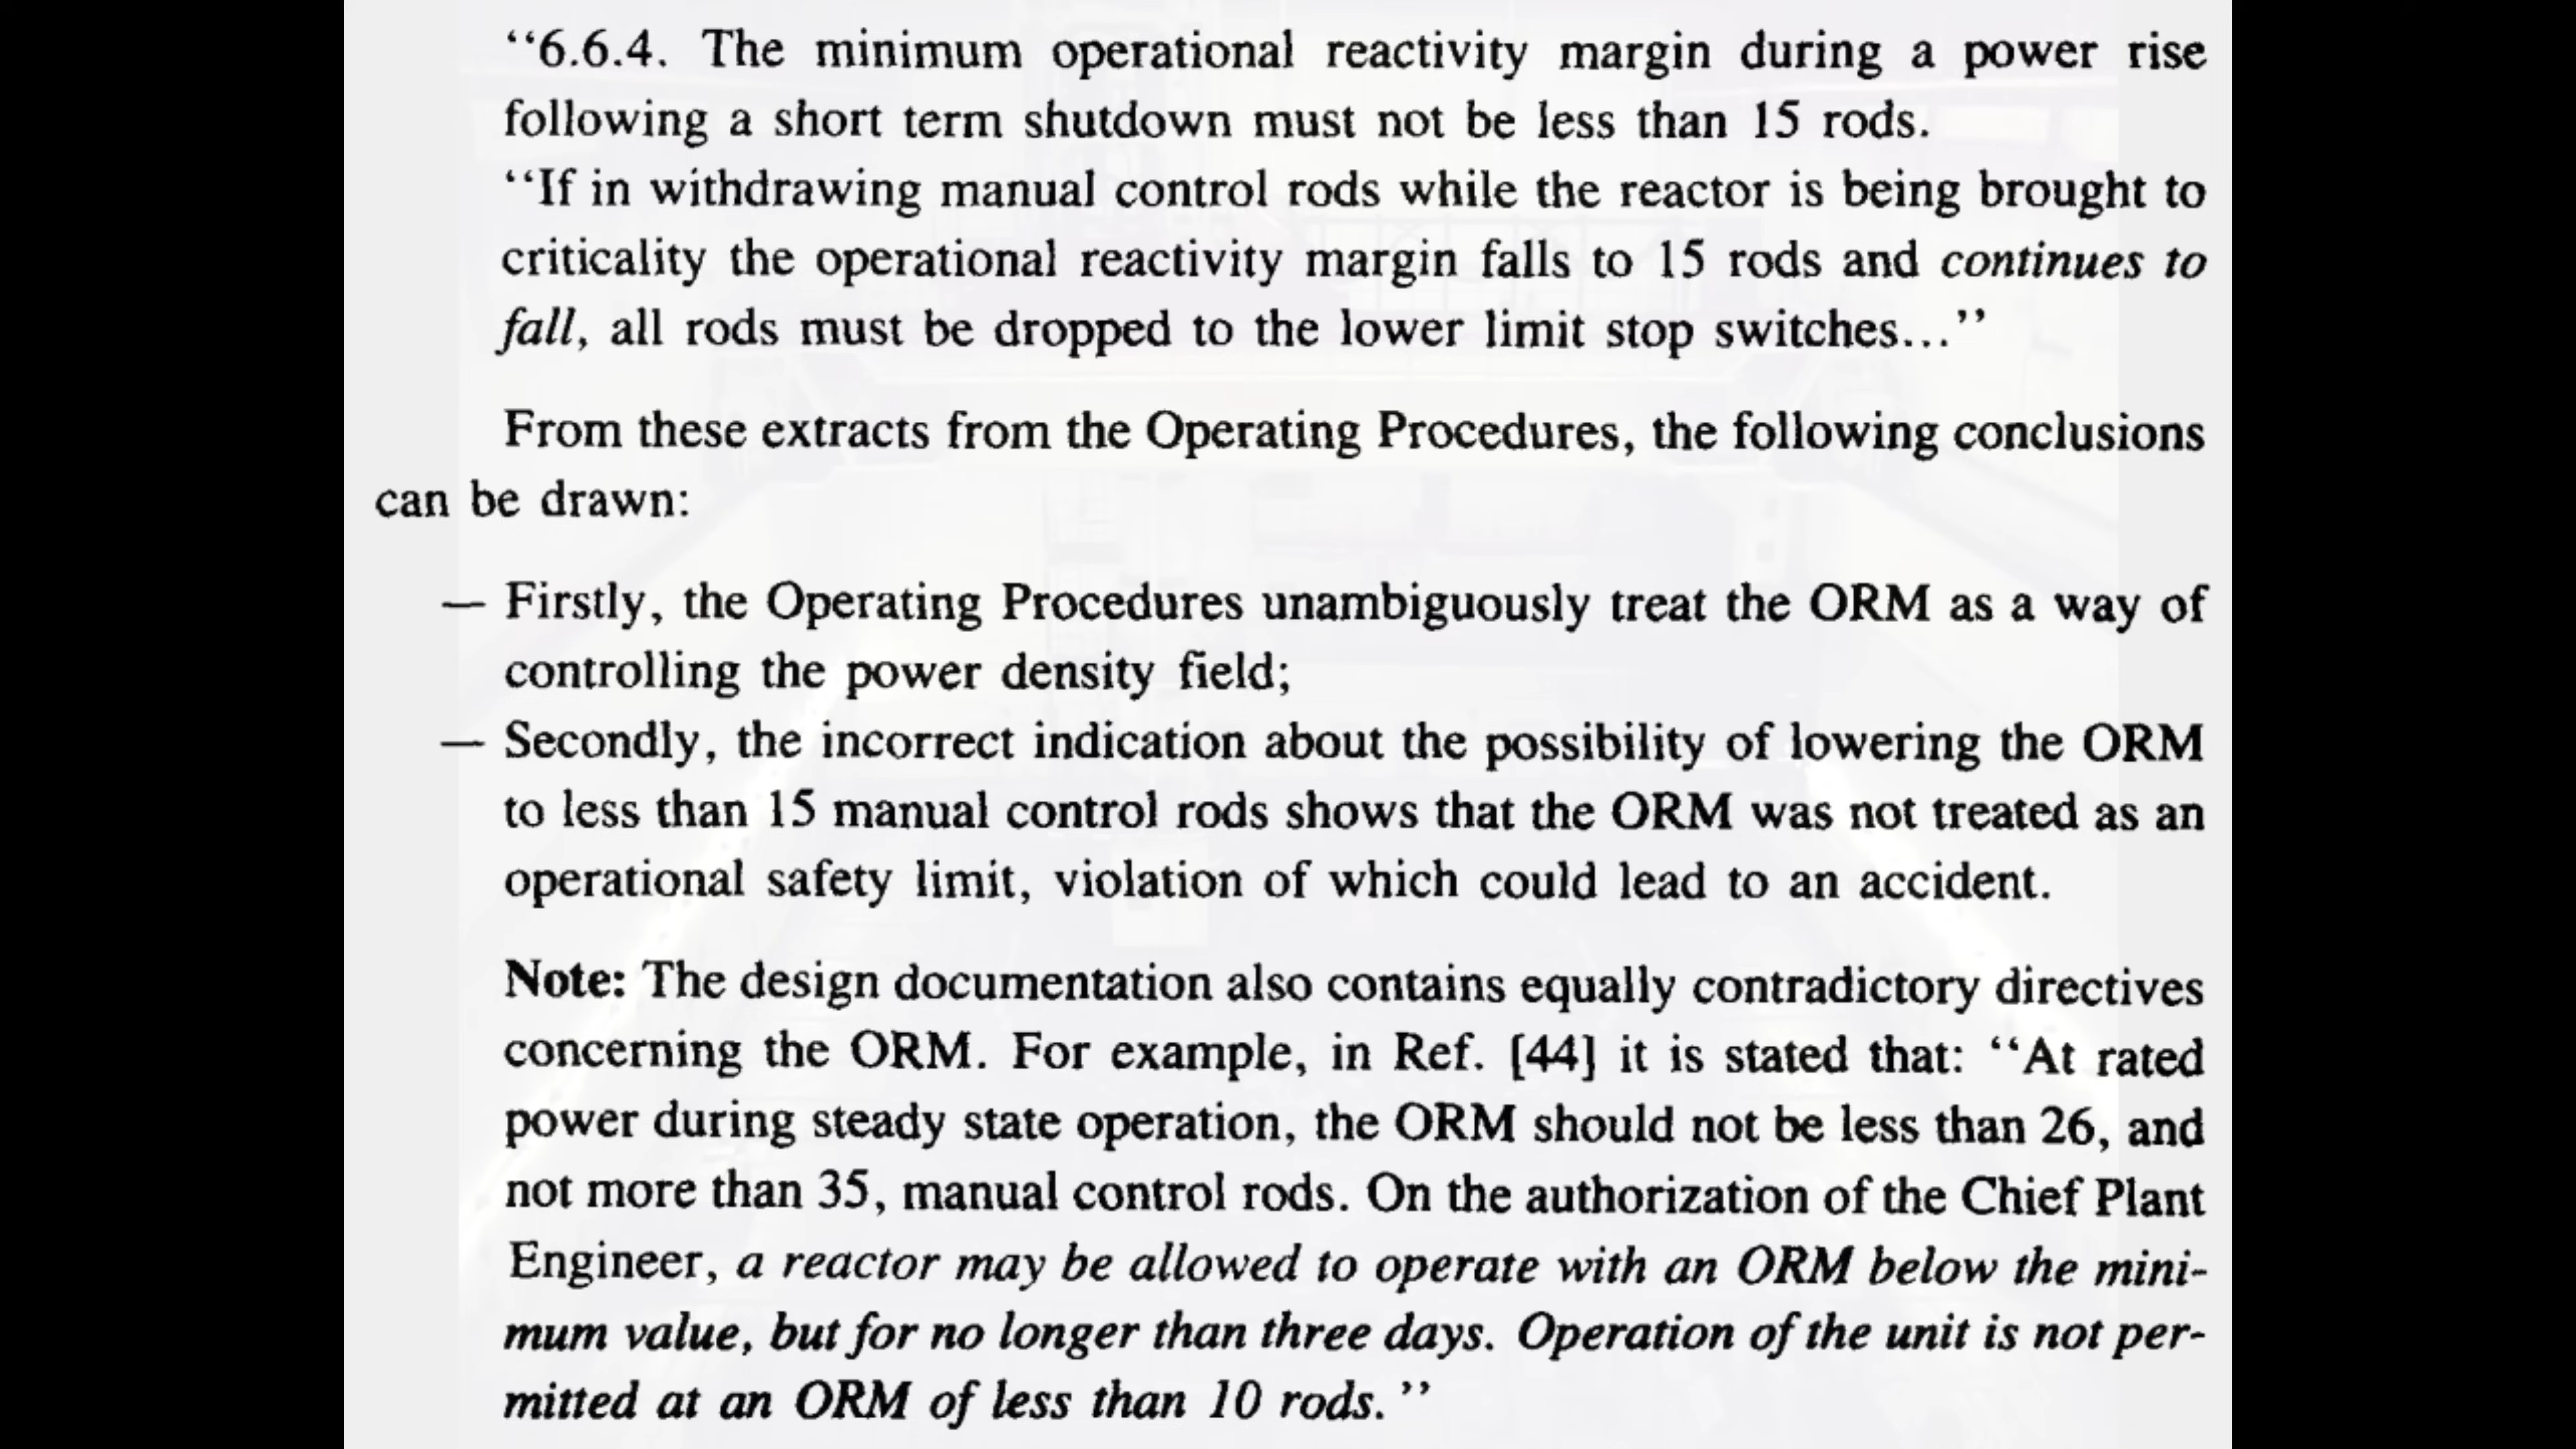 ‘‘6.6.4. The minimum operational reactivity margin during a power rise
following a short term shutdown must not be less than 15 rods.
‘‘If in withdrawing manual control rods while the reactor is being brought to
criticality the operational reactivity margin falls to 15 rods and continues to
fall, all rods must be dropped to the lower limit stop switches...’’
From these extracts from the Operating Procedures, the following conclusions
can be drawn:
— Firstly, the Operating Procedures unambiguously treat the ORM as a way of
controlling the power density field;
— Secondly, the incorrect indication about the possibility of lowering the ORM
to less than 15 manual control rods shows that the ORM was not treated as an
operational safety limit, violation of which could lead to an accident.
Note: The design documentation also contains equally contradictory directives
concerning the ORM. For example, in Ref. [44] it is stated that: ‘‘At rated
power during steady state operation, the ORM should not be less than 26, and
not more than 35, manual control rods. On the authorization of the Chief Plant
Engineer, a reactor may be allowed to operate with an ORM below the mini-
mum value, but for no longer than three days. Operation of the unit is not per-
mitted at an ORM of less than 10 rods.’’